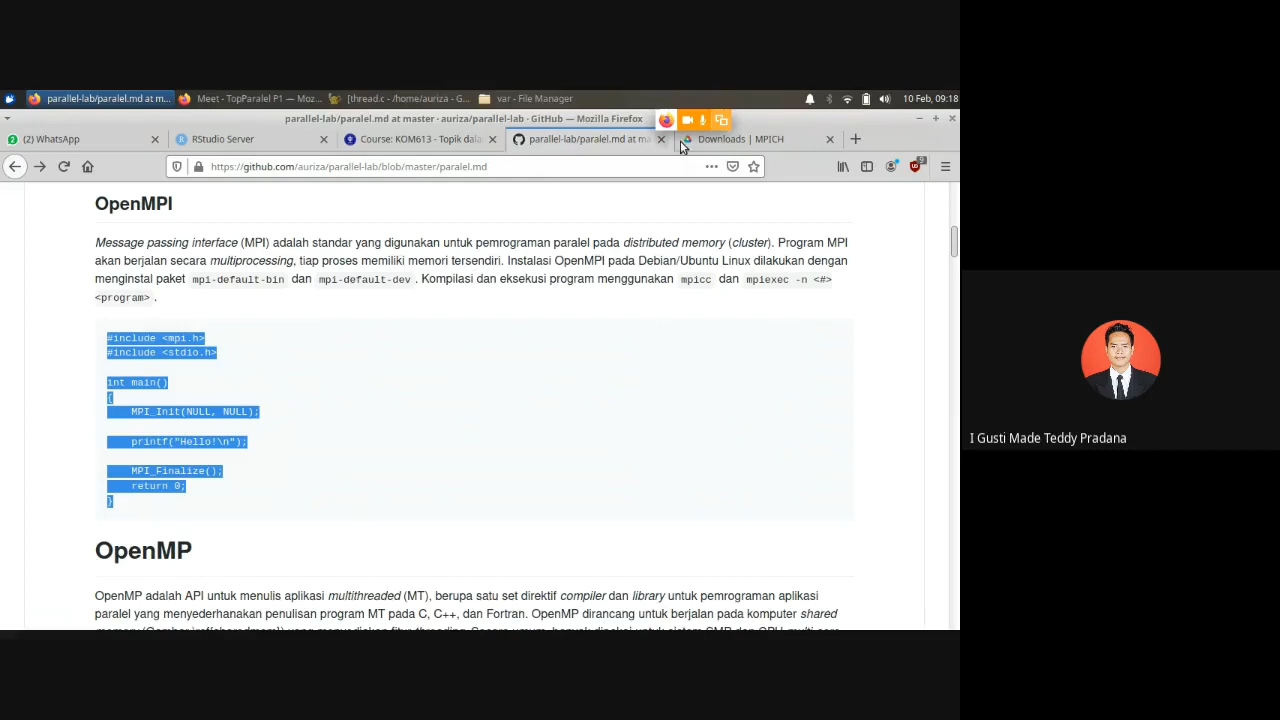 parallel-lab/paralel.md at m...
Meet - TopParalel P1 — Moz...
[thread.c - /home/auriza - G...
var - File Manager
10 Feb, 09:18
parallel-lab/paralel.md at master · auriza/parallel-lab · GitHub — Mozilla Firefox
(2) WhatsApp
RStudio Server
Course: KOM613 - Topik dala
parallel-lab/paralel.md at ma
Downloads | MPICH
https://github.com/auriza/parallel-lab/blob/master/paralel.md
OpenMPI
Message passing interface (MPI) adalah standar yang digunakan untuk pemrograman paralel pada distributed memory (cluster). Program MPI
akan berjalan secara multiprocessing, tiap proses memiliki memori tersendiri. Instalasi OpenMPI pada Debian/Ubuntu Linux dilakukan dengan
menginstal paket mpi-default-bin dan mpi-default-dev . Kompilasi dan eksekusi program menggunakan mpicc dan mpiexec -n <#>
<program> .
#include <mpi.h>
#include <stdio.h>
int main()
{
MPI_Init(NULL, NULL);
printf("Hello!\n");
MPI_Finalize();
return 0;
}
I Gusti Made Teddy Pradana
OpenMP
OpenMP adalah API untuk menulis aplikasi multithreaded (MT), berupa satu set direktif compiler dan library untuk pemrograman aplikasi
paralel yang menyederhanakan penulisan program MT pada C, C++, dan Fortran. OpenMP dirancang untuk berjalan pada komputer shared